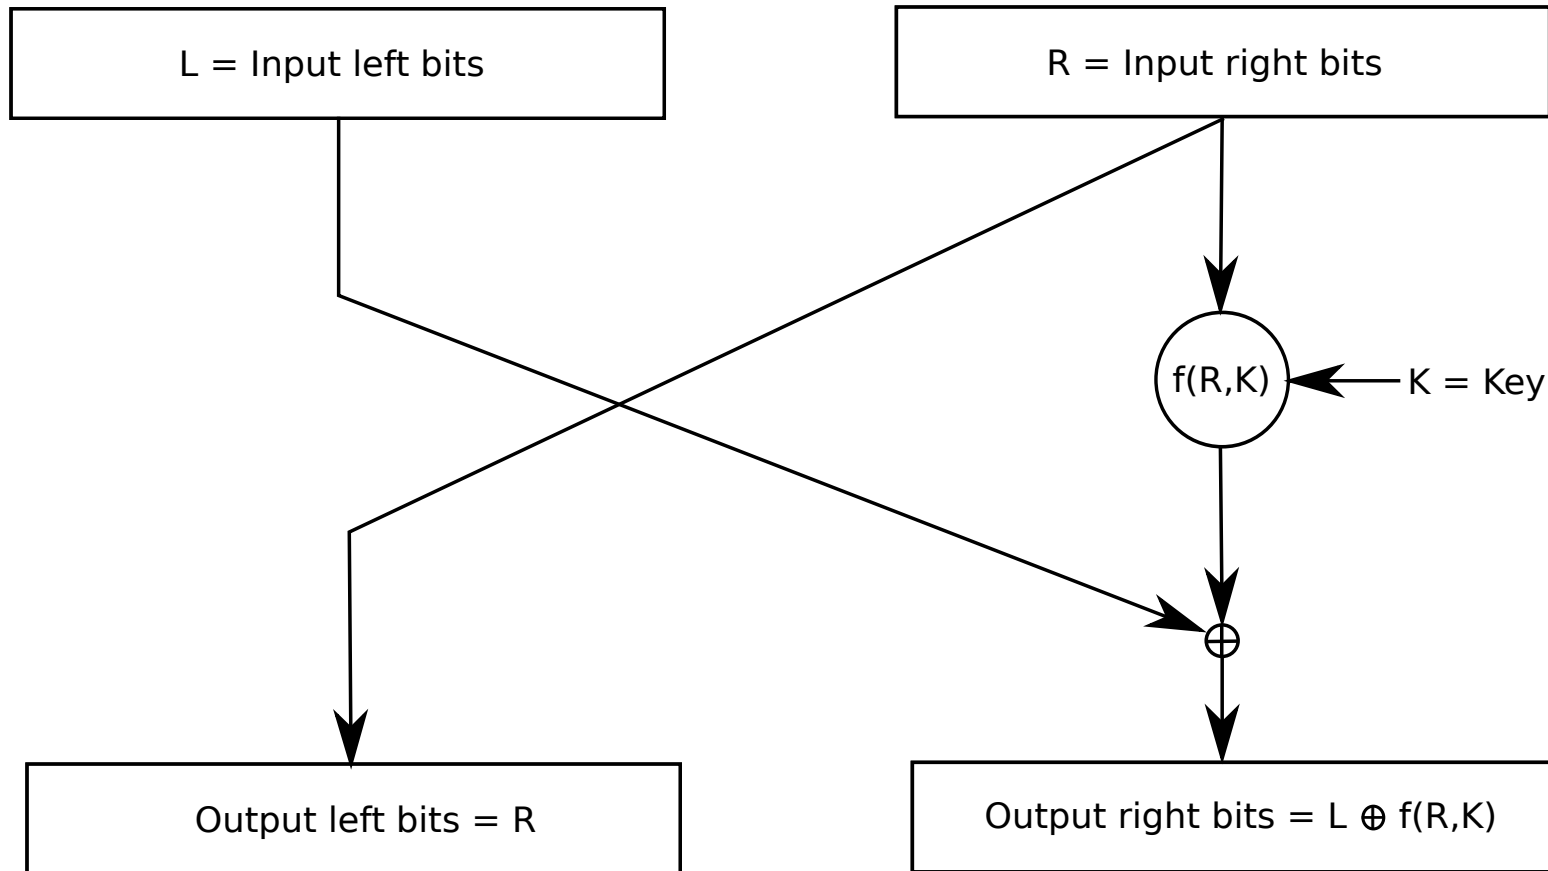 L = Input left bits
R = Input right bits
f(R,K)
K = Key
Output left bits = R
Output right bits = L ⊕ f(R,K)